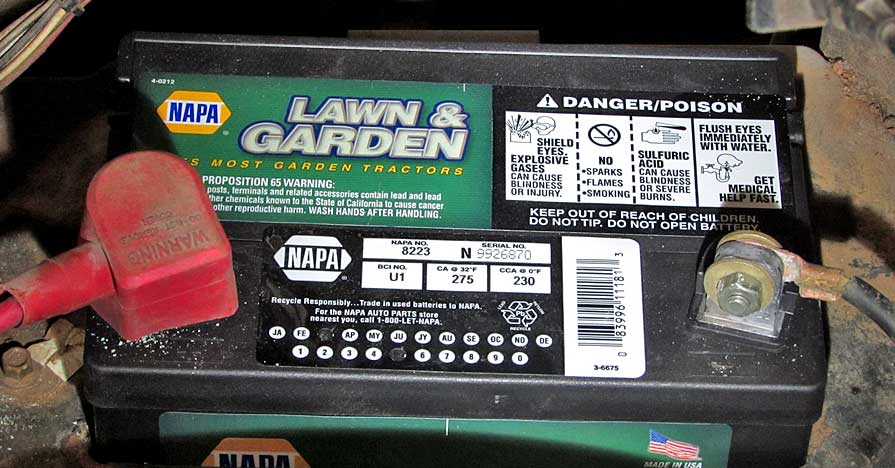 4-0212
NAPA
LAWN &
GARDEN
S MOST GARDEN TRACTORS
PROPOSITION 65 WARNING:
posts, terminals and related accessories contain lead and lead
ther chemicals known to the State of California to cause cancer
other reproductive harm. WASH HANDS AFTER HANDLING.
DANGER/POISON
SHIELD
EYES,
EXPLOSIVE
GASES
CAN CAUSE
BLINDNESS
OR INJURY.
NO
•SPARKS
•FLAMES
•SMOKING
SULFURIC
ACID
CAN CAUSE
BLINDNESS
OR SEVERE
BURNS.
FLUSH EYES
IMMEDIATELY
WITH WATER.
GET
MEDICAL
HELP FAST.
KEEP OUT OF REACH OF CHILDREN.
DO NOT TIP. DO NOT OPEN BATTERY.
WARNING
NAPA
NAPA NO.
8223
SERIAL NO.
N 9926870
BCI NO.
U1
CA @ 32°F
275
CCA @ 0°F
230
Recycle Responsibly...Trade in used batteries to NAPA.
For the NAPA AUTO PARTS store
nearest you, call 1-800-LET-NAPA.
RECYCLE
JA FE AP MY JU JL AU SE OC NO DE
1 2 3 4 6 7 8 9 0
0 83996 11181 3
3-6675
NAPA
MADE IN USA